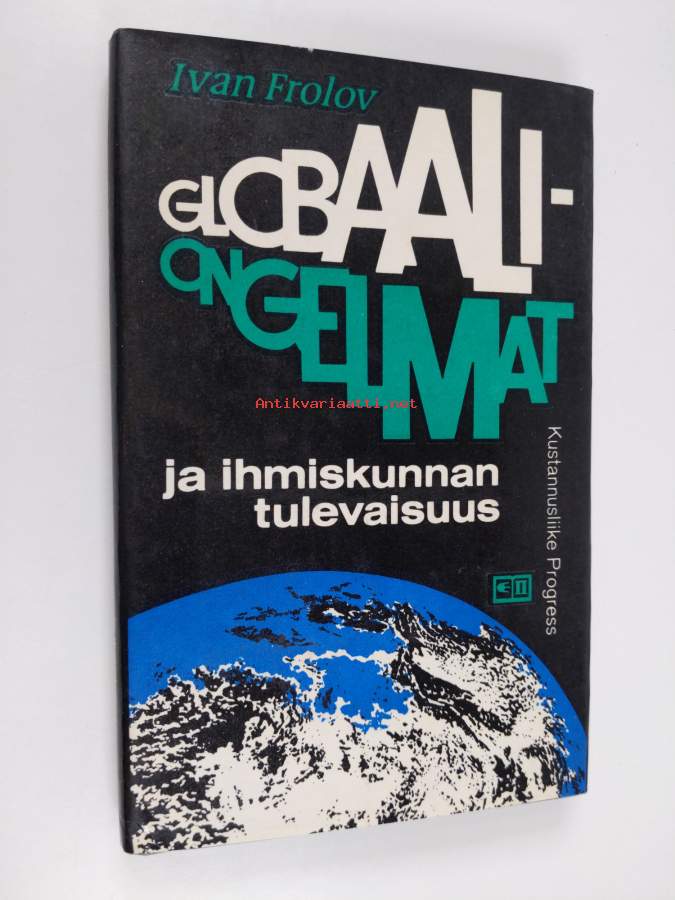 Ivan Frolov
GLOBAALI-
ONGELMAT
Antikvariaatti.net
ja ihmiskunnan
tulevaisuus
Kustannusliike Progress